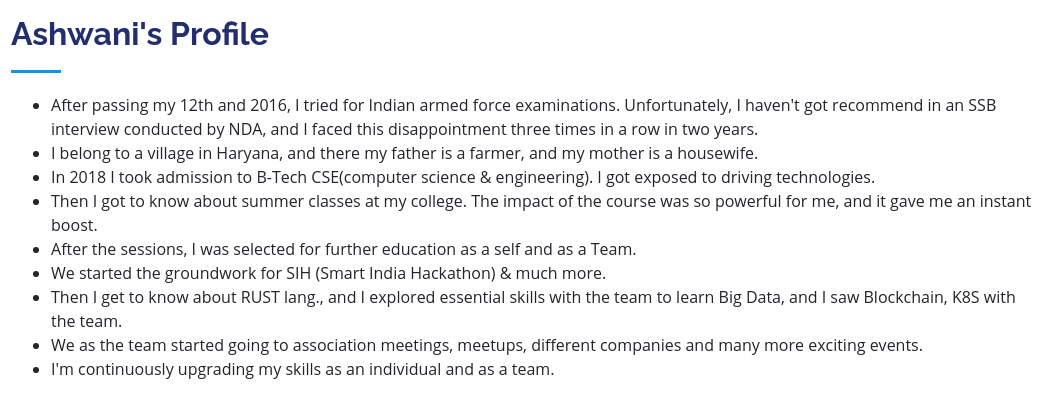 Ashwani's Profile
• After passing my 12th and 2016, I tried for Indian armed force examinations. Unfortunately, I haven't got recommend in an SSB
interview conducted by NDA, and I faced this disappointment three times in a row in two years.
• I belong to a village in Haryana, and there my father is a farmer, and my mother is a housewife.
• In 2018 I took admission to B-Tech CSE(computer science & engineering). I got exposed to driving technologies.
• Then I got to know about summer classes at my college. The impact of the course was so powerful for me, and it gave me an instant
boost.
• After the sessions, I was selected for further education as a self and as a Team.
• We started the groundwork for SIH (Smart India Hackathon) & much more.
• Then I get to know about RUST lang., and I explored essential skills with the team to learn Big Data, and I saw Blockchain, K8S with
the team.
• We as the team started going to association meetings, meetups, different companies and many more exciting events.
• I'm continuously upgrading my skills as an individual and as a team.